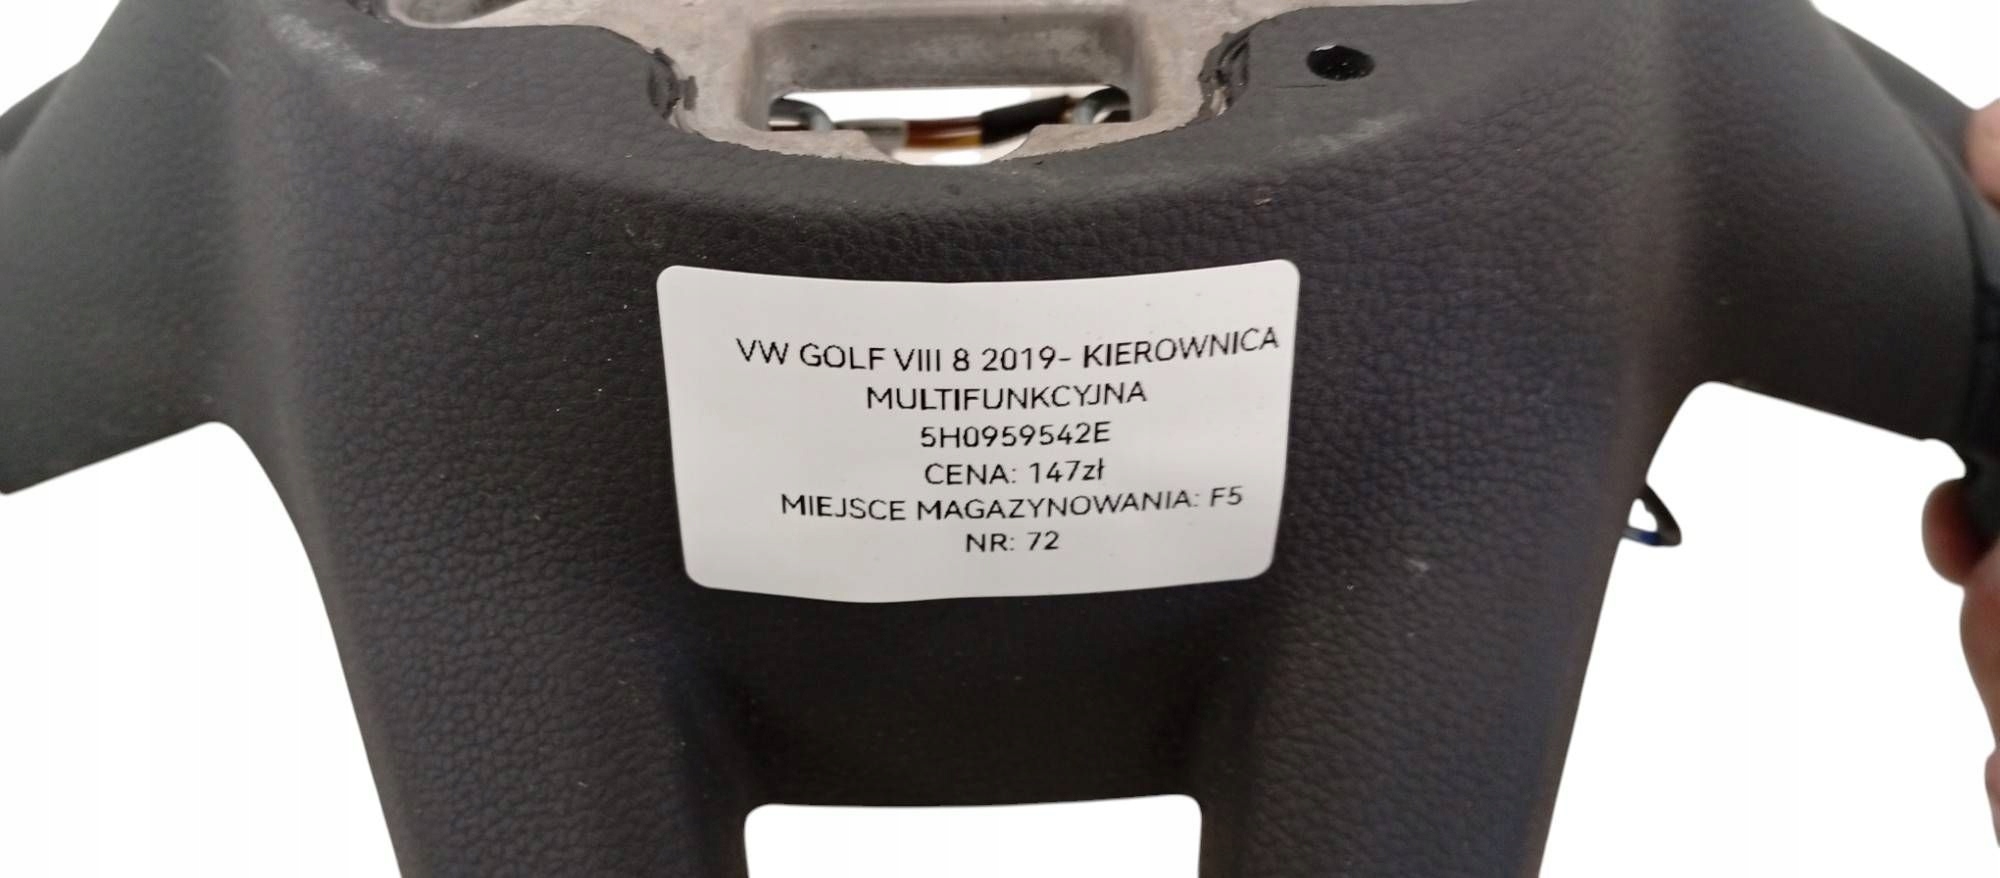 VW GOLF VIII 8 2019- KIEROWNICA
MULTIFUNKCYJNA
5H0959542E
CENA: 147zł
MIEJSCE MAGAZYNOWANIA: F5
NR: 72